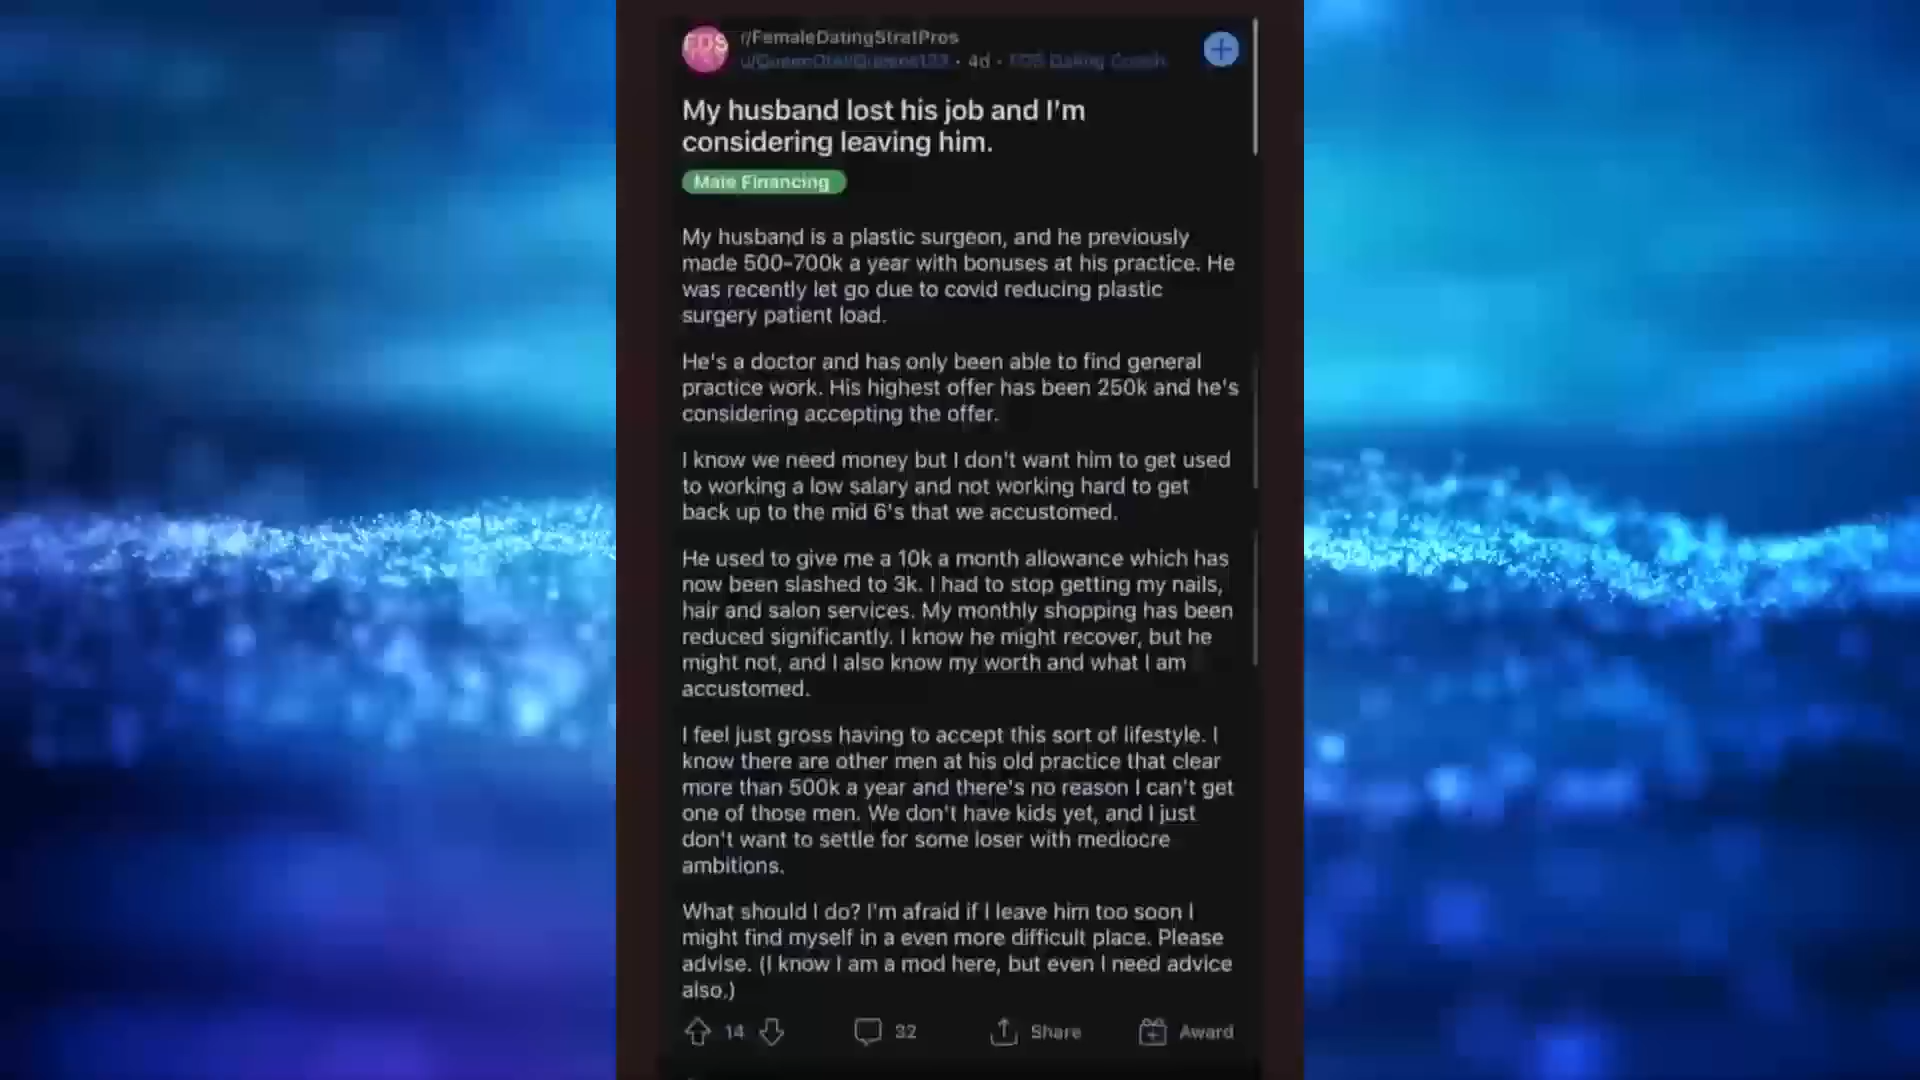 FDS
r/FemaleDatingStratPros
4d • FDS Dating Coach
My husband lost his job and I'm
considering leaving him.
Male Financing
My husband is a plastic surgeon, and he previously
made 500-700k a year with bonuses at his practice. He
was recently let go due to covid reducing plastic
surgery patient load.
He's a doctor and has only been able to find general
practice work. His highest offer has been 250k and he's
considering accepting the offer.
I know we need money but I don't want him to get used
to working a low salary and not working hard to get
back up to the mid 6's that we accustomed.
He used to give me a 10k a month allowance which has
now been slashed to 3k. I had to stop getting my nails,
hair and salon services. My monthly shopping has been
reduced significantly. I know he might recover, but he
might not, and I also know my worth and what I am
accustomed.
I feel just gross having to accept this sort of lifestyle. I
know there are other men at his old practice that clear
more than 500k a year and there's no reason I can't get
one of those men. We don't have kids yet, and I just
don't want to settle for some loser with mediocre
ambitions.
What should I do? I'm afraid if I leave him too soon I
might find myself in a even more difficult place. Please
advise. (I know I am a mod here, but even I need advice
also.)
14 32 Share Award